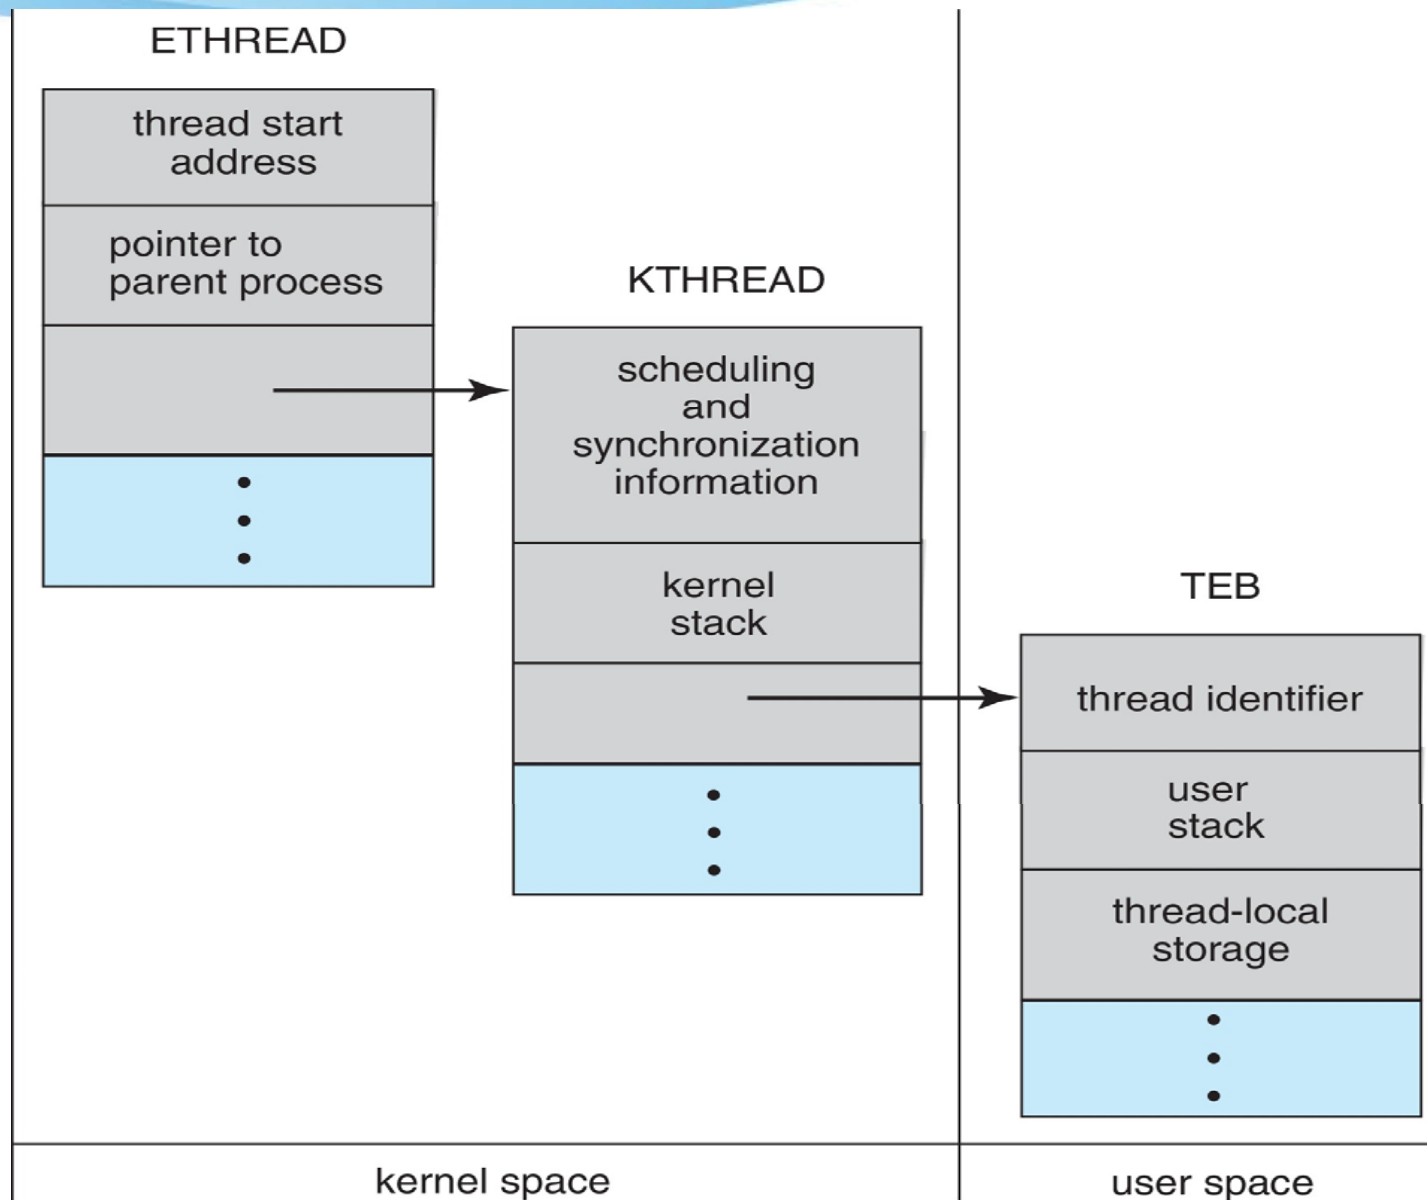 ETHREAD
thread start
address
pointer to
parent process
KTHREAD
scheduling
and
synchronization
information
kernel
stack
TEB
thread identifier
user
stack
thread-local
storage
kernel space
user space